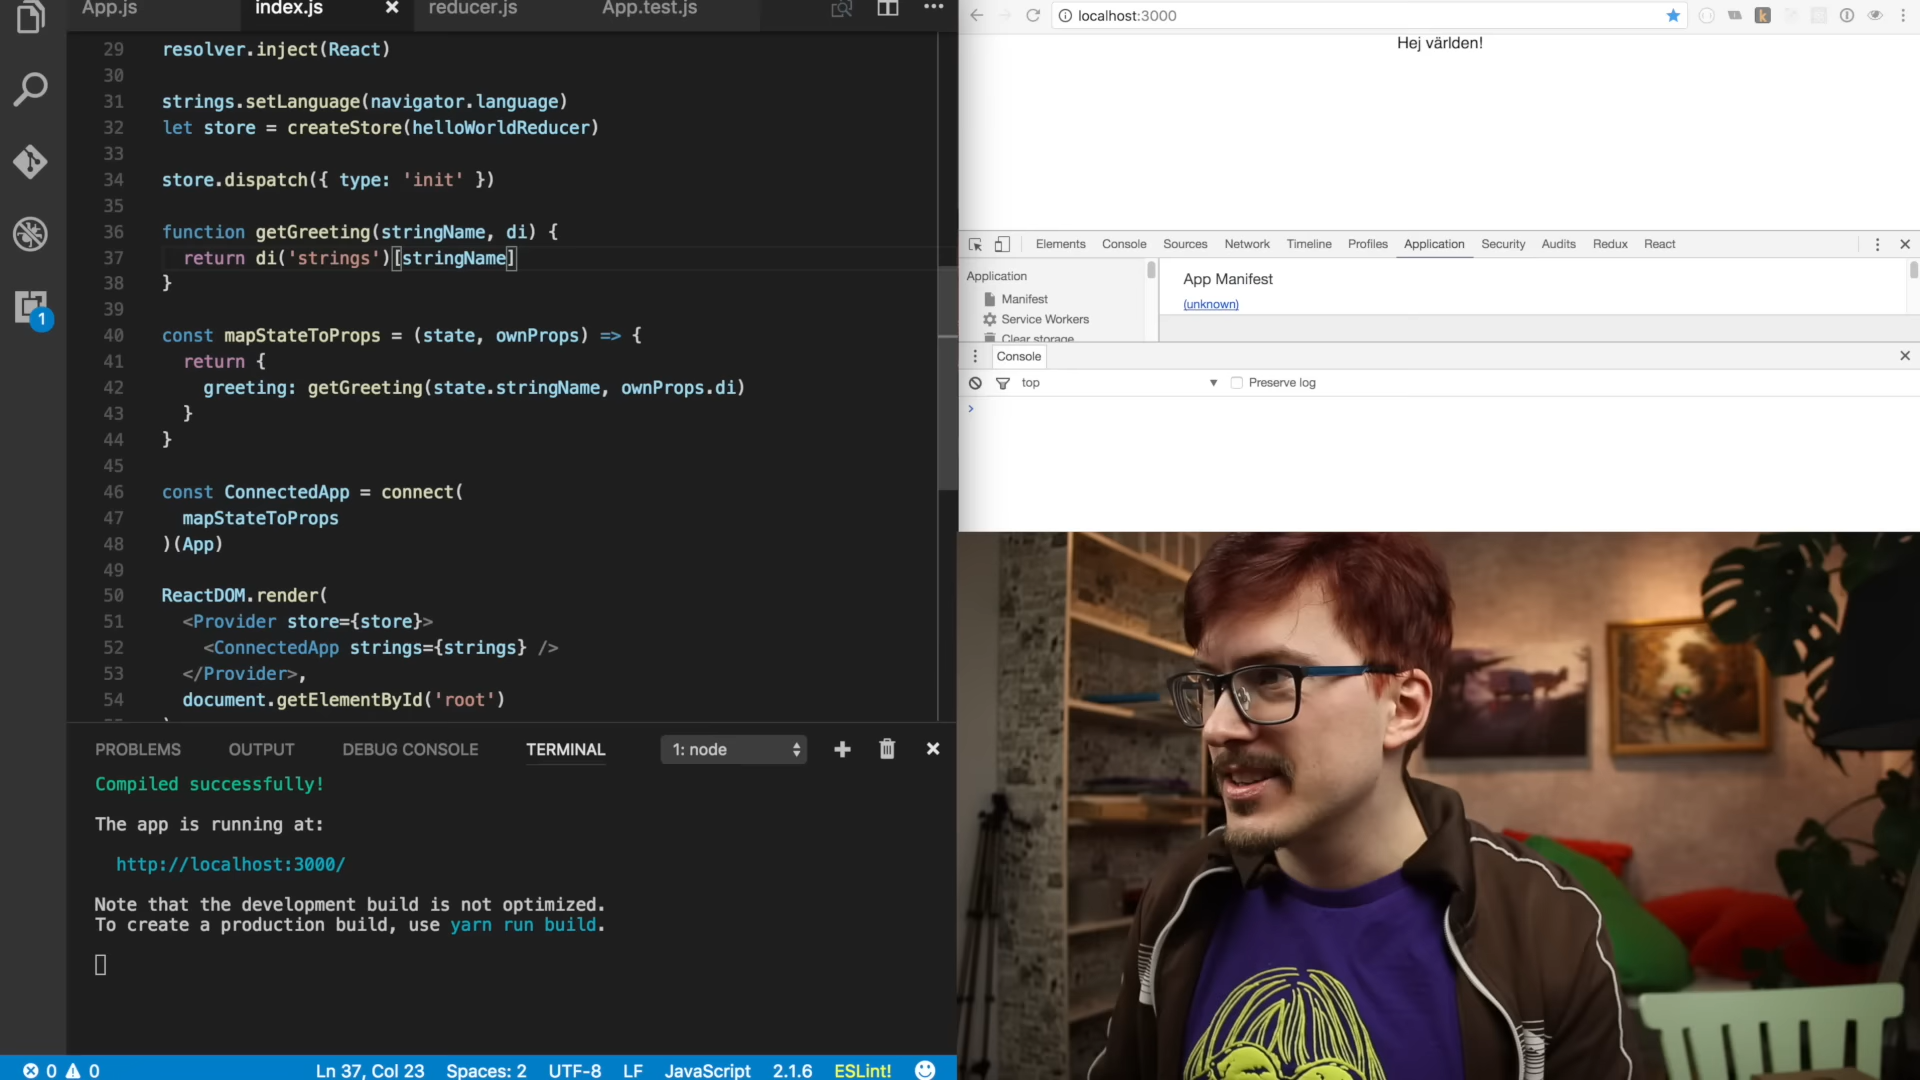 App.js
index.js
reducer.js
App.test.js
29 resolver.inject(React)
30
31 strings.setLanguage(navigator.language)
32 let store = createStore(helloWorldReducer)
33
34 store.dispatch({ type: 'init' })
35
36 function getGreeting(stringName, di) {
37 return di('strings')[stringName]
38 }
39
40 const mapStateToProps = (state, ownProps) => {
41 return {
42 greeting: getGreeting(state.stringName, ownProps.di)
43 }
44 }
45
46 const ConnectedApp = connect(
47 mapStateToProps
48 )(App)
49
50 ReactDOM.render(
51 <Provider store={store}>
52 <ConnectedApp strings={strings} />
53 </Provider>,
54 document.getElementById('root')
1
PROBLEMS OUTPUT DEBUG CONSOLE TERMINAL 1: node
Compiled successfully!
The app is running at:
http://localhost:3000/
Note that the development build is not optimized.
To create a production build, use yarn run build.
0 0 Ln 37, Col 23 Spaces: 2 UTF-8 LF JavaScript 2.1.6 ESLint!
localhost:3000
k
Hej världen!
Elements Console Sources Network Timeline Profiles Application Security Audits Redux React
Application
Manifest
Service Workers
Clear storage
App Manifest
(unknown)
Console
top Preserve log